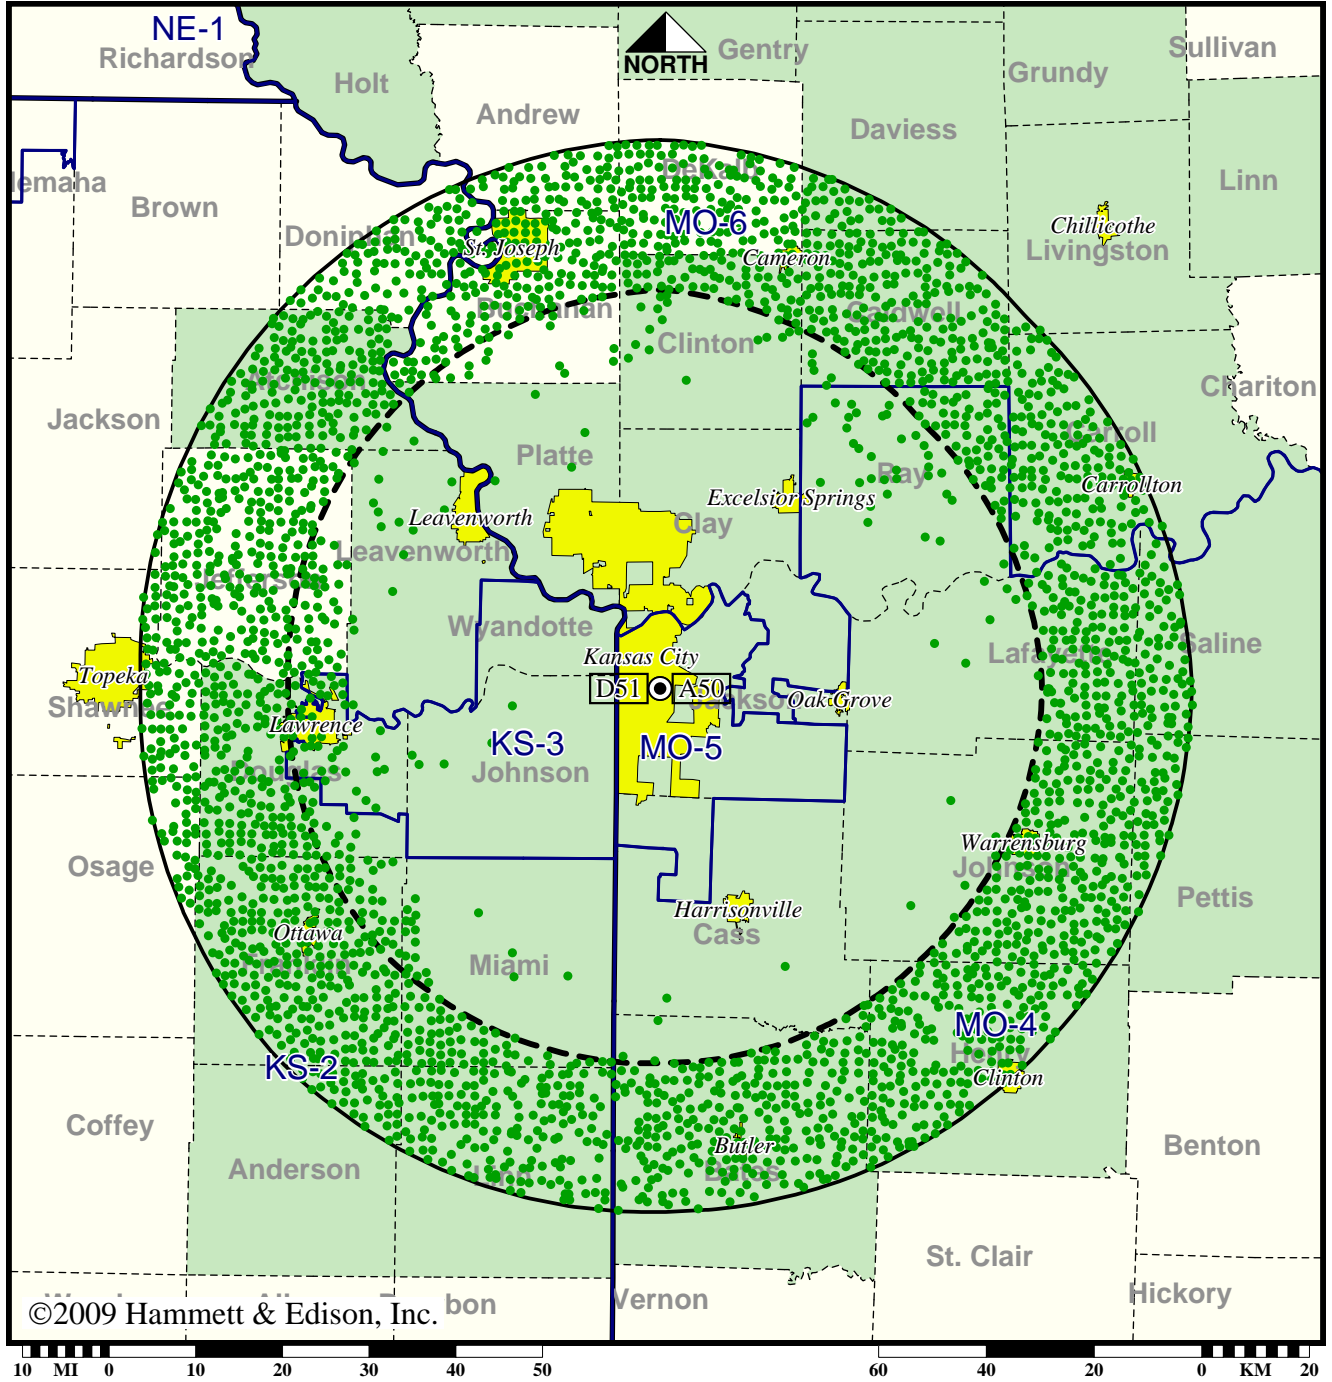 NE-1
Richardson
Holt
NORTH
Gentry
Sullivan
Grundy
Andrew
Daviess
DeKalb
Linn
Brown
Doniphan
MO-6
St. Joseph
Cameron
Chillicothe
Livingston
Buchanan
Clinton
Caldwell
Atchison
Chariton
Jackson
Carroll
Platte
Ray
Carrollton
Excelsior Springs
Leavenworth
Clay
Leavenworth
Jefferson
Wyandotte
Kansas City
Lafayette
Saline
Topeka
D51
A50
Jackson
Oak Grove
Shawnee
Lawrence
KS-3
MO-5
Douglas
Johnson
Warrensburg
Osage
Johnson
Pettis
Harrisonville
Ottawa
Cass
Franklin
Miami
MO-4
Henry
KS-2
Clinton
Coffey
Butler
Benton
Anderson
Linn
Bates
St. Clair
Hickory
Vernon
bon
©2009 Hammett & Edison, Inc.
10 MI 0 10 20 30 40 50
60 40 20 0 KM 20